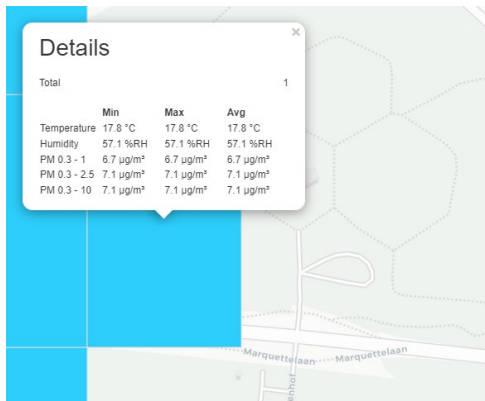 ×
Details
Total 1
Min Max Avg
Temperature 17.8 °C 17.8 °C 17.8 °C
Humidity 57.1 %RH 57.1 %RH 57.1 %RH
PM 0.3 - 1 6.7 µg/m³ 6.7 µg/m³ 6.7 µg/m³
PM 0.3 - 2.5 7.1 µg/m³ 7.1 µg/m³ 7.1 µg/m³
PM 0.3 - 10 7.1 µg/m³ 7.1 µg/m³ 7.1 µg/m³
Marquettelaan Marquettelaan
enhof